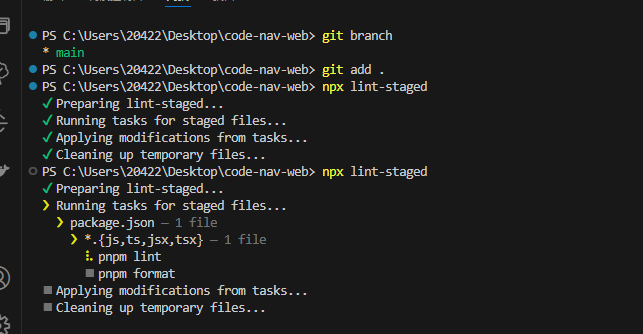 PS C:\Users\20422\Desktop\code-nav-web> git branch
* main
PS C:\Users\20422\Desktop\code-nav-web> git add .
PS C:\Users\20422\Desktop\code-nav-web> npx lint-staged
✓ Preparing lint-staged...
✓ Running tasks for staged files...
✓ Applying modifications from tasks...
✓ Cleaning up temporary files...
PS C:\Users\20422\Desktop\code-nav-web> npx lint-staged
✓ Preparing lint-staged...
❯ Running tasks for staged files...
❯ package.json — 1 file
❯ *.{js,ts,jsx,tsx} — 1 file
⠧ pnpm lint
■ pnpm format
■ Applying modifications from tasks...
■ Cleaning up temporary files...